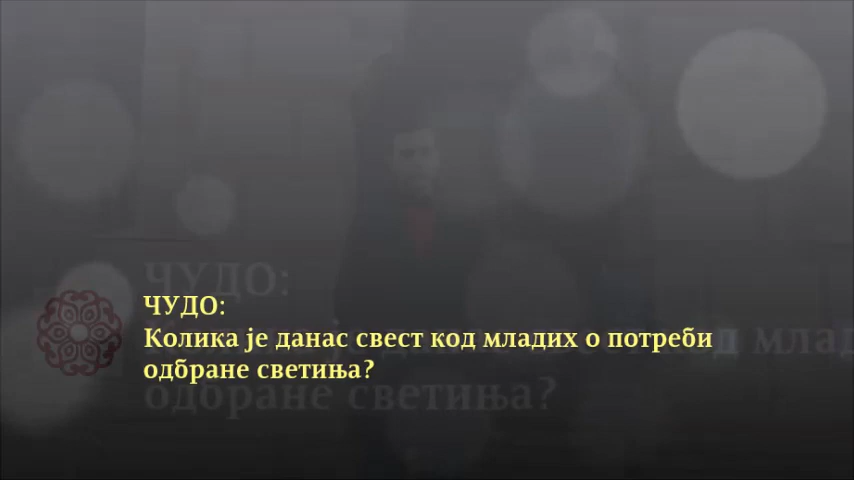 ЧУДО:
Колика је данас свест код младих о потреби
одбране светиња?